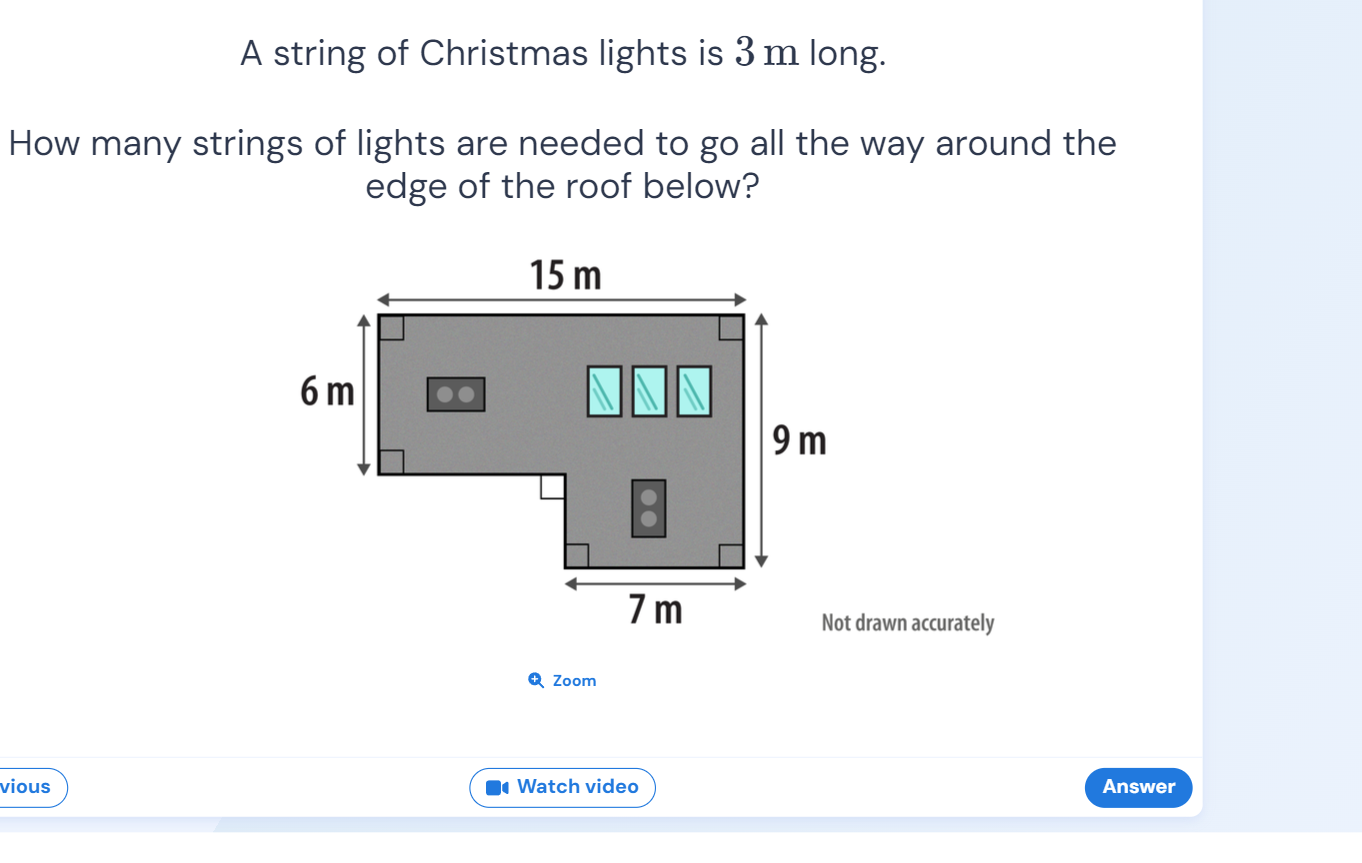 A string of Christmas lights is 3 m long.
How many strings of lights are needed to go all the way around the
edge of the roof below?
15 m
6 m
9 m
7 m
Not drawn accurately
Zoom
vious
Watch video
Answer